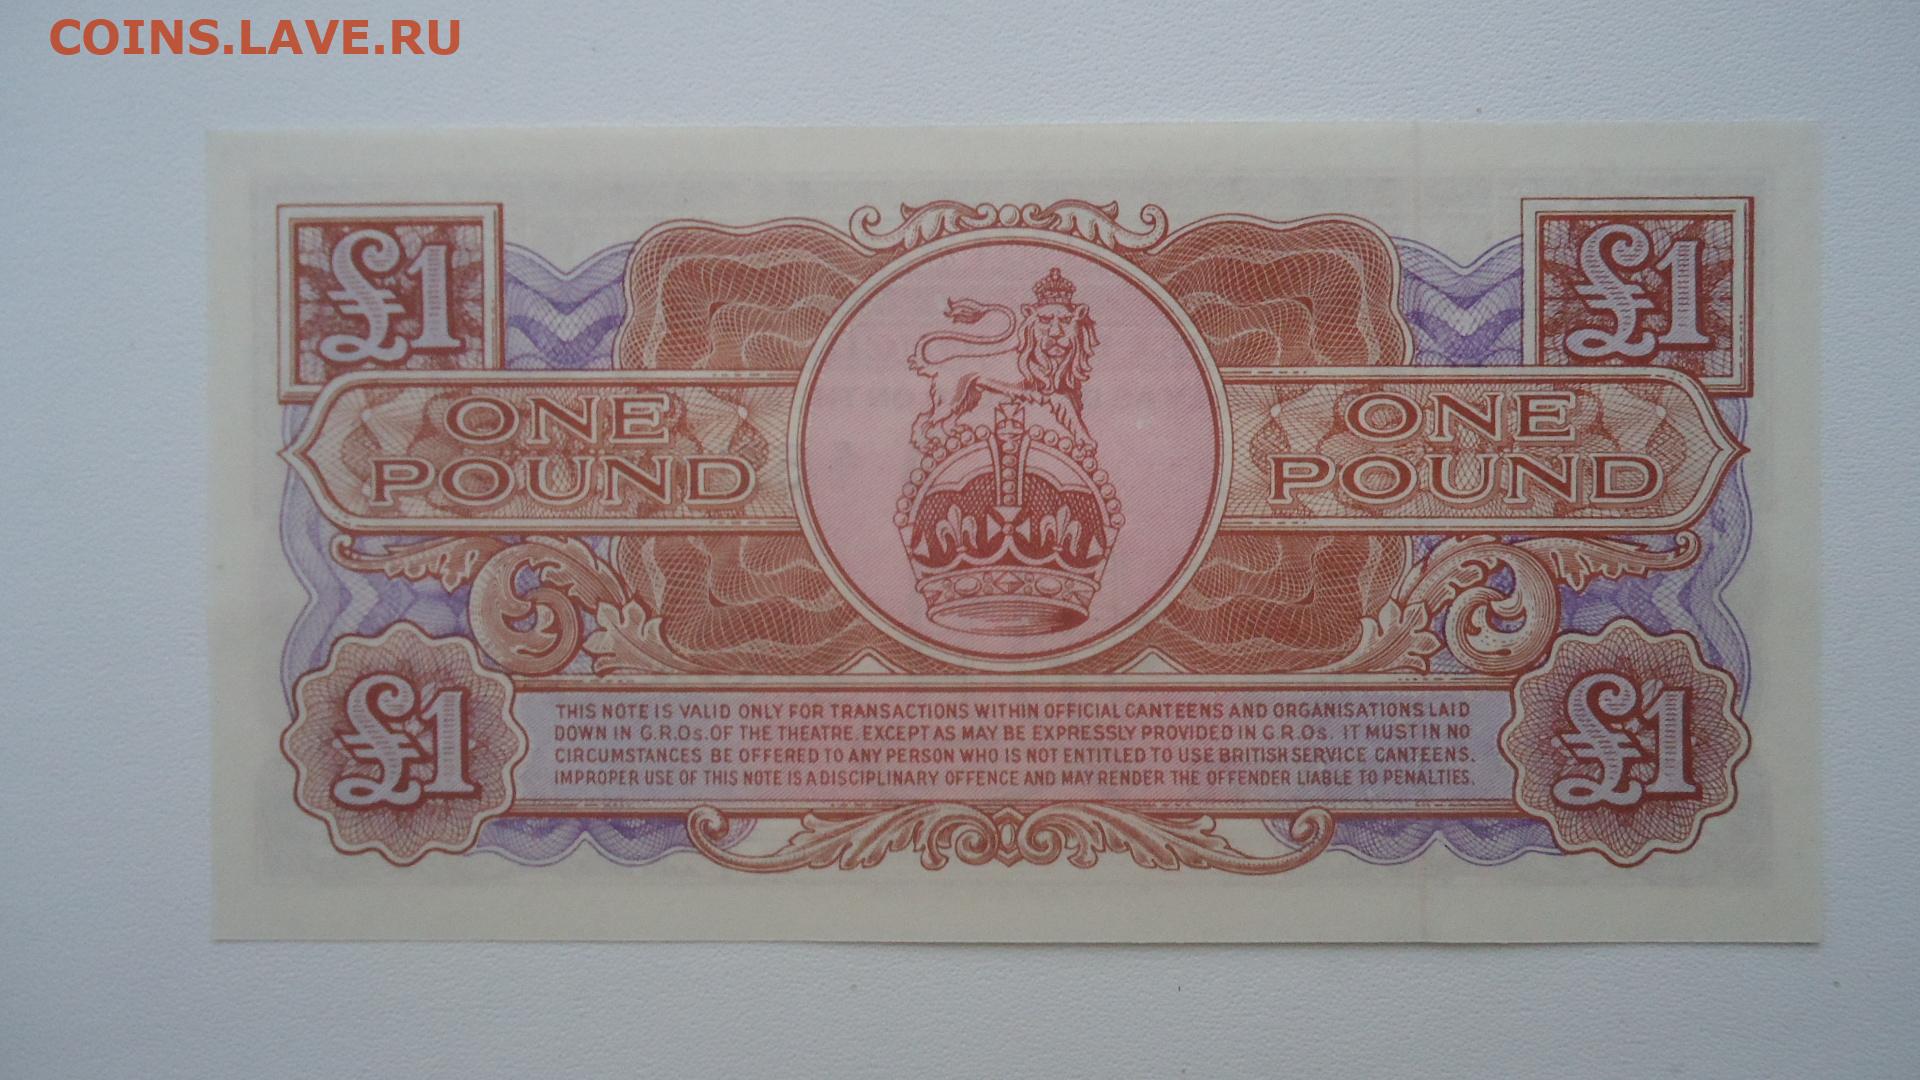 COINS.LAVE.RU
£1 £1
ONE ONE
POUND POUND
£1 £1
THIS NOTE IS VALID ONLY FOR TRANSACTIONS WITHIN OFFICIAL CANTEENS AND ORGANISATIONS LAID
DOWN IN G.R.Os. OF THE THEATRE. EXCEPT AS MAY BE EXPRESSLY PROVIDED IN G.R.Os. IT MUST IN NO
CIRCUMSTANCES BE OFFERED TO ANY PERSON WHO IS NOT ENTITLED TO USE BRITISH SERVICE CANTEENS.
IMPROPER USE OF THIS NOTE IS A DISCIPLINARY OFFENCE AND MAY RENDER THE OFFENDER LIABLE TO PENALTIES.